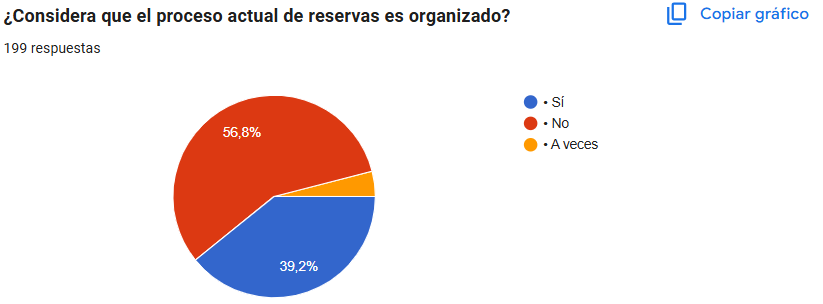 ¿Considera que el proceso actual de reservas es organizado?
Copiar gráfico
199 respuestas
• Sí
• No
• A veces
56,8%
39,2%